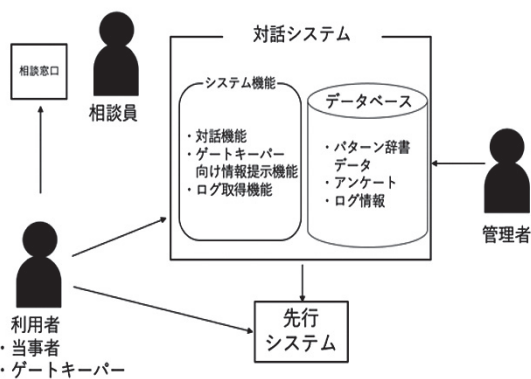 対話システム
相談窓口
相談員
システム機能
・対話機能
・ゲートキーパー
向け情報提示機能
・ログ取得機能
データベース
・パターン辞書
データ
・アンケート
・ログ情報
管理者
利用者
・当事者
・ゲートキーパー
先行
システム